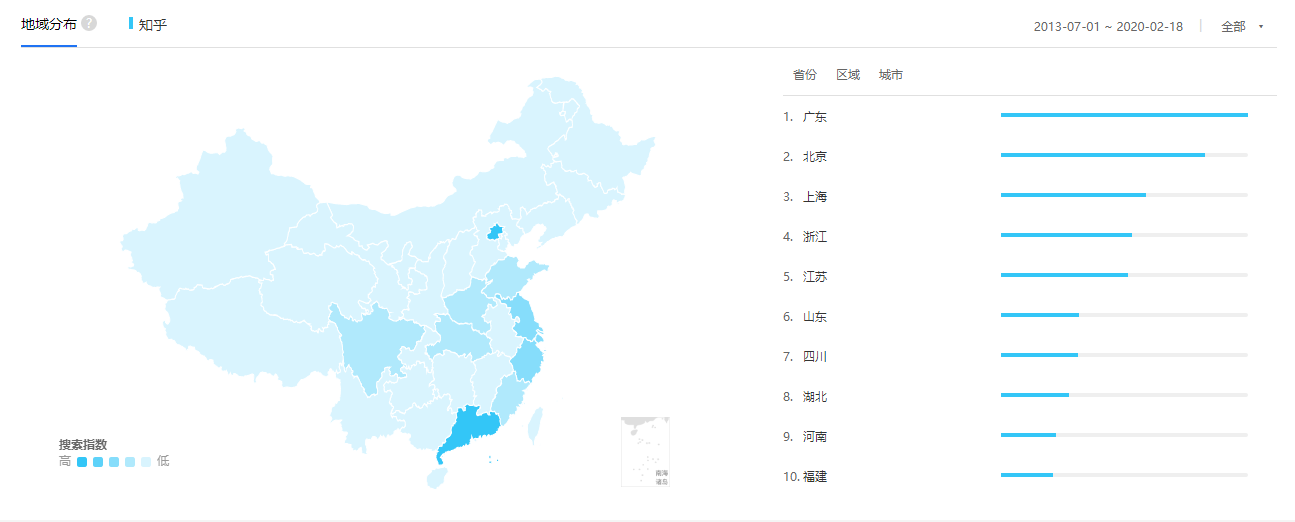 地域分布 ? 知乎
2013-07-01 ~ 2020-02-18 全部
省份 区域 城市
1. 广东
2. 北京
3. 上海
4. 浙江
5. 江苏
6. 山东
7. 四川
8. 湖北
9. 河南
10. 福建
搜索指数
高 低
南海
诸岛